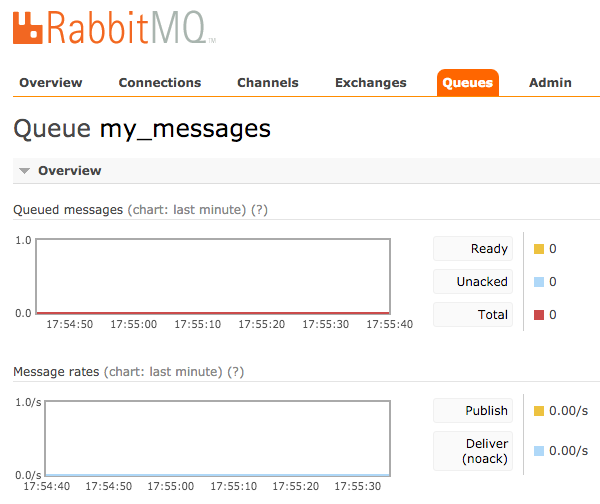 RabbitMQ™
Overview Connections Channels Exchanges Queues Admin
Queue my_messages
Overview
Queued messages (chart: last minute) (?)
1.0
0.0
17:54:50 17:55:00 17:55:10 17:55:20 17:55:30 17:55:40
Ready 0
Unacked 0
Total 0
Message rates (chart: last minute) (?)
1.0/s
0.0/s
17:54:40 17:54:50 17:55:00 17:55:10 17:55:20 17:55:30
Publish 0.00/s
Deliver
(noack)
0.00/s